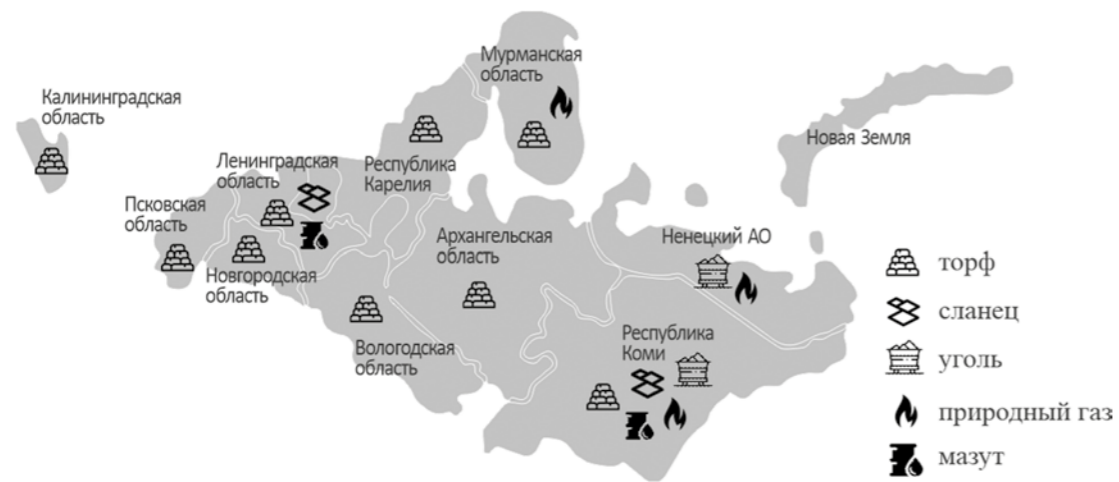 Мурманская
область
Калининградская
область
Новая Земля
Ленинградская
область
Республика
Карелия
Псковская
область
Архангельская
область
Ненецкий АО
Новгородская
область
Вологодская
область
Республика
Коми
торф
сланец
уголь
природный газ
мазут